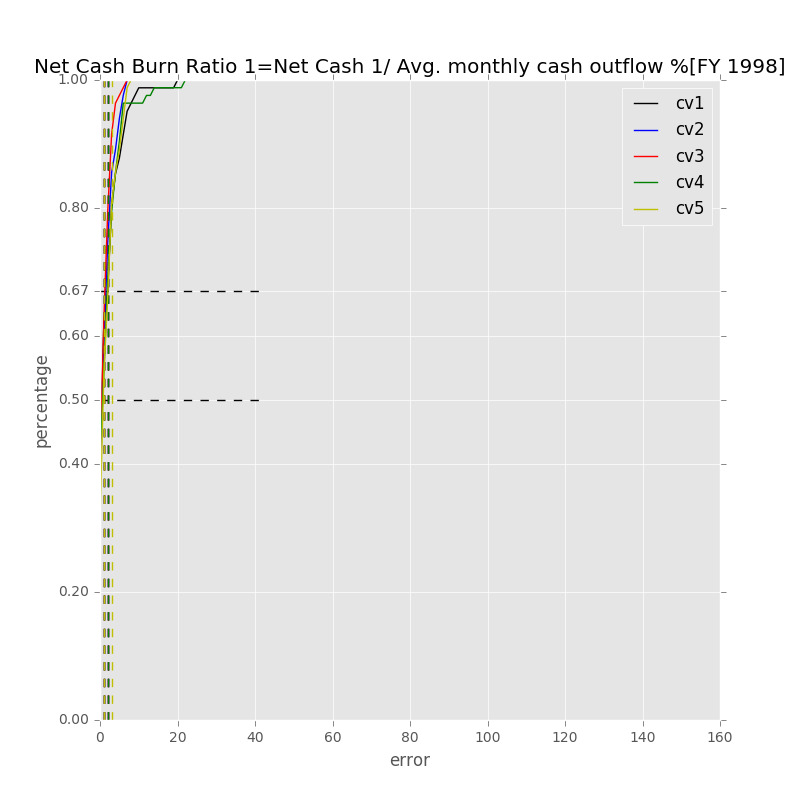 Net Cash Burn Ratio 1=Net Cash 1/ Avg. monthly cash outflow %[FY 1998]
1.00
0.80
0.67
0.60
0.50
0.40
0.20
0.00
percentage
cv1
cv2
cv3
cv4
cv5
0 20 40 60 80 100 120 140 160
error